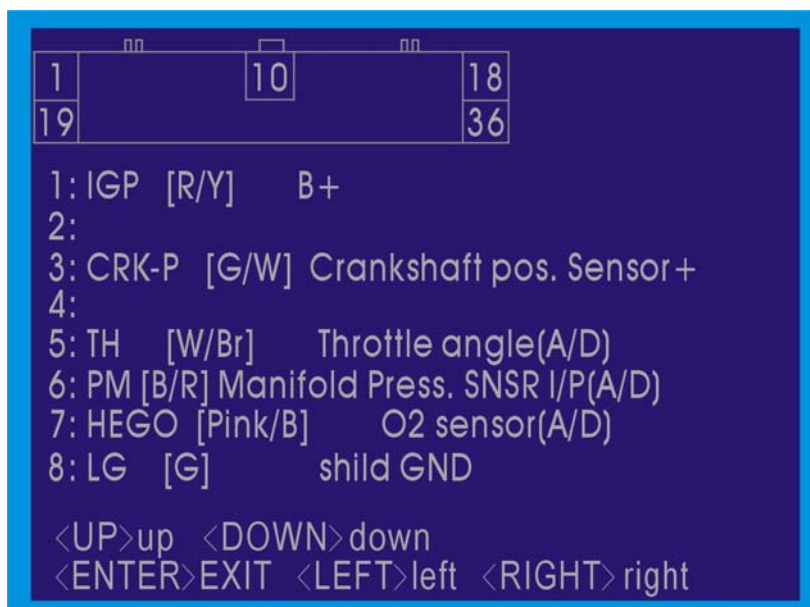 1 10 18
19 36
1: IGP [R/Y] B+
2:
3: CRK-P [G/W] Crankshaft pos. Sensor+
4:
5: TH [W/Br] Throttle angle(A/D)
6: PM [B/R] Manifold Press. SNSR I/P(A/D)
7: HEGO [Pink/B] O2 sensor(A/D)
8: LG [G] shild GND
<UP>up <DOWN>down
<ENTER>EXIT <LEFT>left <RIGHT>right